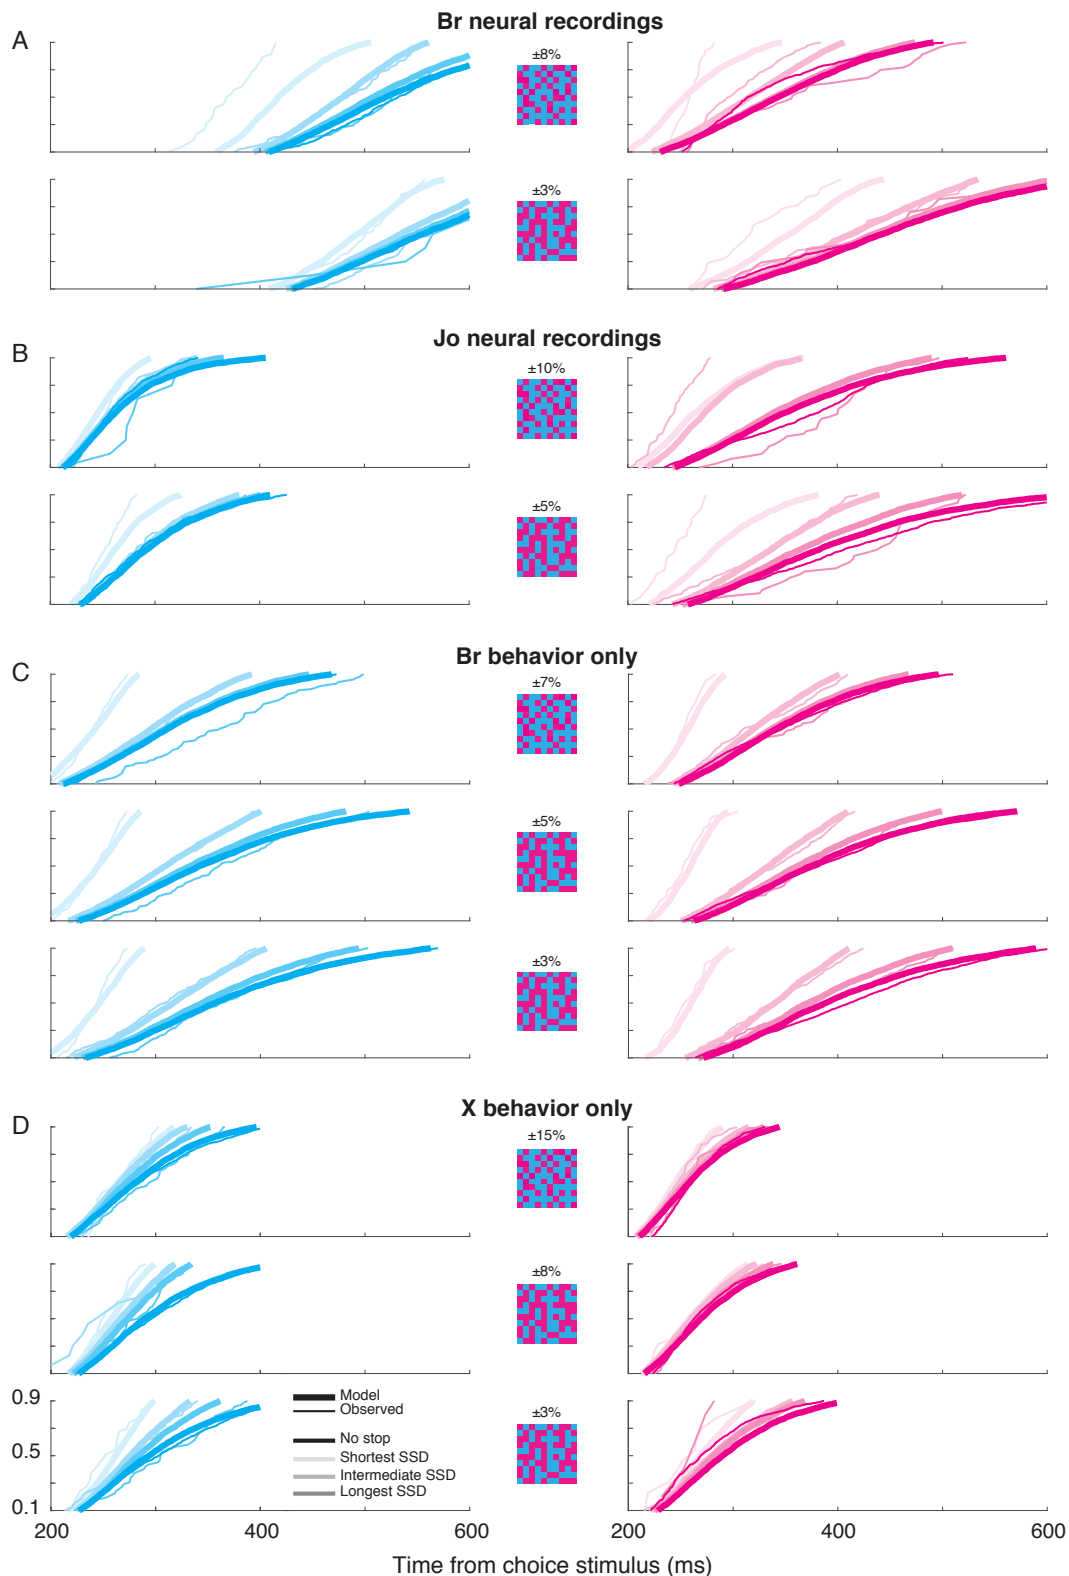 Br neural recordings
A
±8%
±3%
Jo neural recordings
B
±10%
±5%
Br behavior only
C
±7%
±5%
±3%
X behavior only
D
±15%
±8%
0.9
0.5
0.1
Model
Observed
No stop
Shortest SSD
Intermediate SSD
Longest SSD
±3%
200 400 600 200 400 600
Time from choice stimulus (ms)